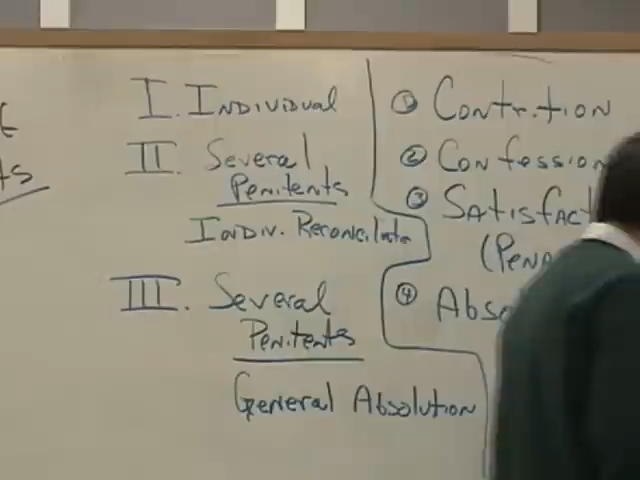 I. Individual
II. Several
Penitents
Indiv. Reconciliatn
III. Several
Penitents
General Absolution
① Contrition
② Confession
③ Satisfact
(Pena
④ Abso